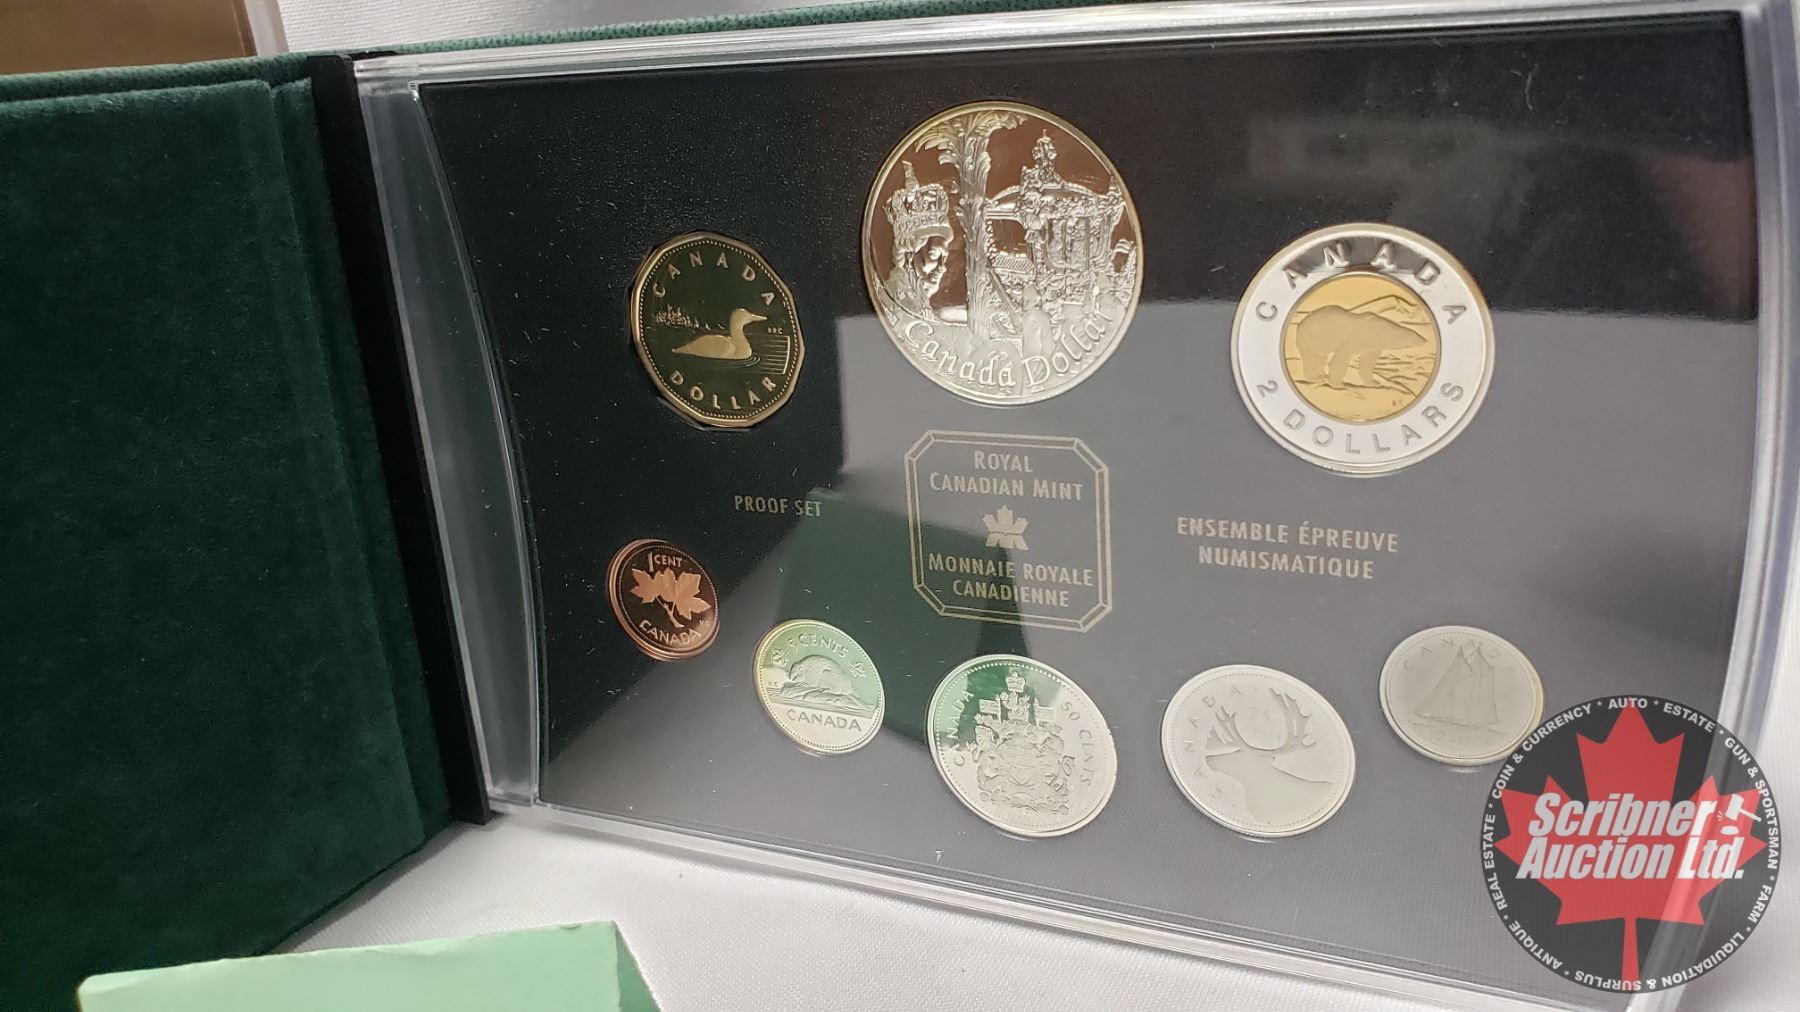 CANADA
DOLLAR
Canada Dollar
CANADA
2 DOLLARS
PROOF SET
ROYAL
CANADIAN MINT
MONNAIE ROYALE
CANADIENNE
ENSEMBLE ÉPREUVE
NUMISMATIQUE
1 CENT
CANADA
5 CENTS
CANADA
CANADA
50 CENTS
CANADA
CANADA
Scribner
Auction Ltd.
REAL ESTATE * COIN & CURRENCY * AUTO * ESTATE * GUN & SPORTSMAN * FARM * LIQUIDATION & SURPLUS * ANTIQUE *